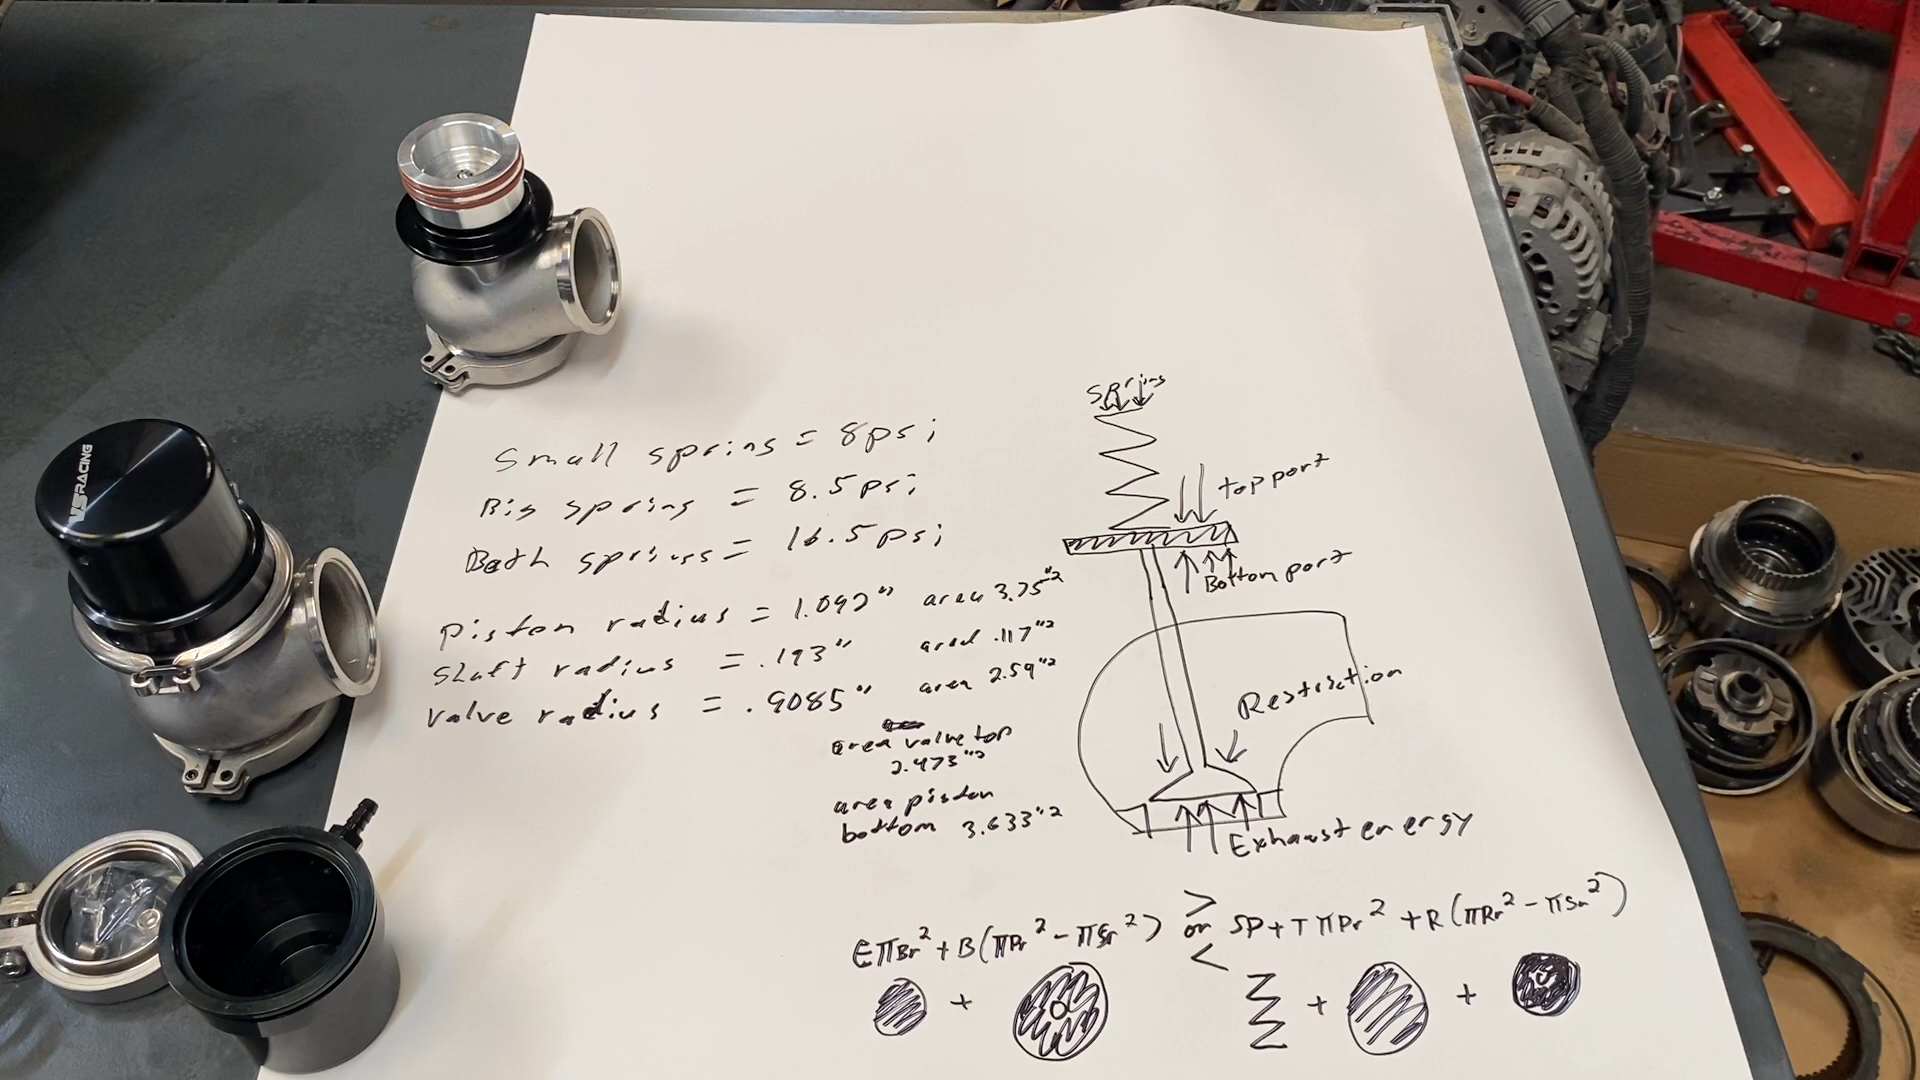 VS RACING
Small spring = 8psi
Big spring = 8.5psi
Both springs = 16.5psi
Piston radius = 1.092" area 3.75"²
Shaft radius = .193" area .117"²
Valve radius = .9085" area 2.59"²
area valve top
2.473"²
area piston
bottom 3.633"²
Spring
top port
Bottom port
Restriction
Exhaust energy
EπBr² + B(πPr² - πSr²) > or < SP + TπPr² + R(πRr² - πSr²)
+ + +